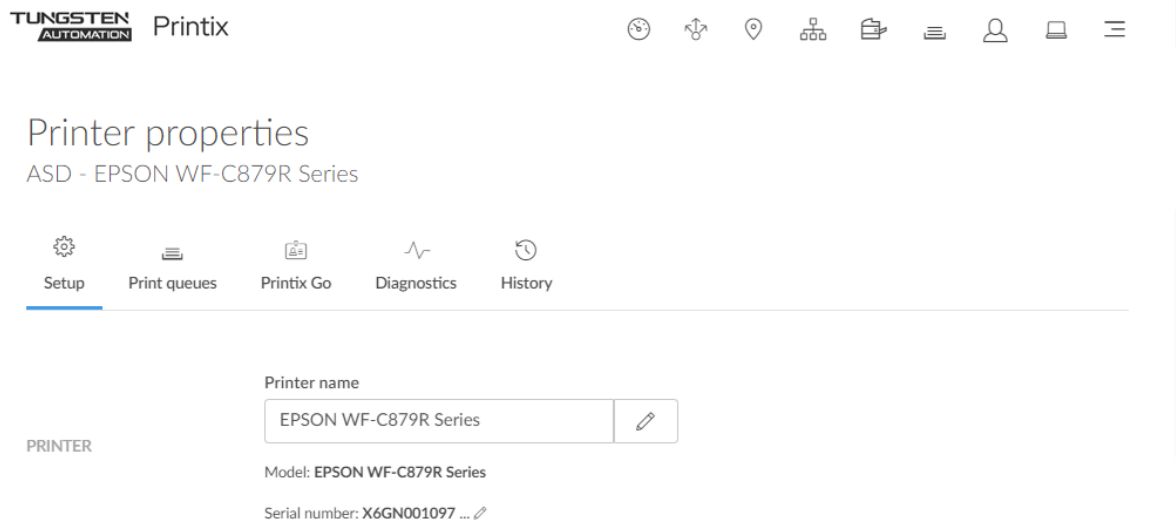 TUNGSTEN
AUTOMATION
Printix
Printer properties
ASD - EPSON WF-C879R Series
Setup
Print queues
Printix Go
Diagnostics
History
Printer name
EPSON WF-C879R Series
PRINTER
Model: EPSON WF-C879R Series
Serial number: X6GN001097 ...